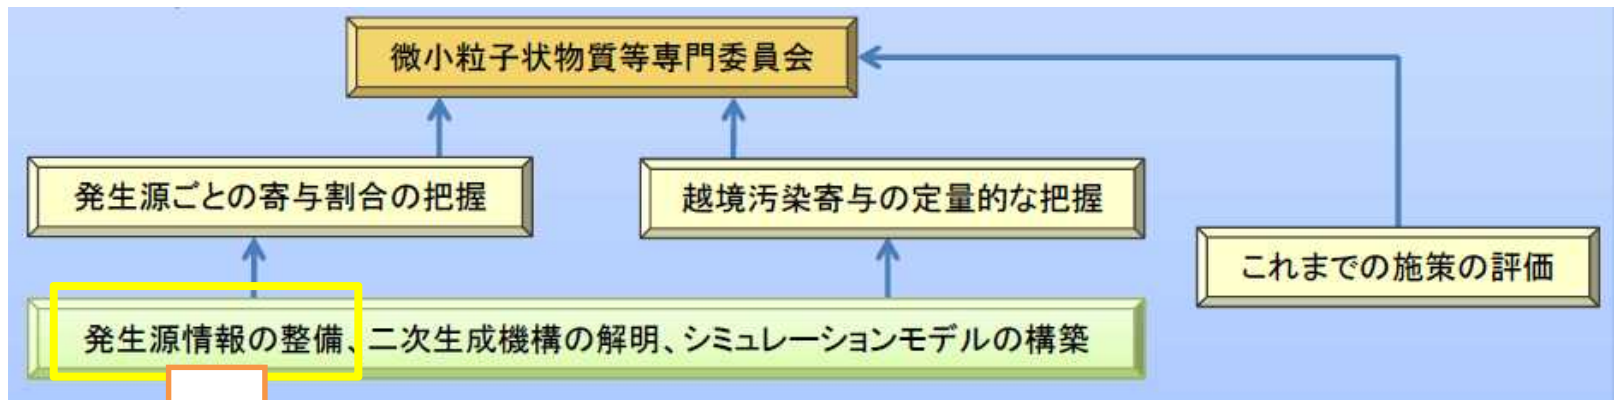 微小粒子状物質等専門委員会
発生源ごとの寄与割合の把握
越境汚染寄与の定量的な把握
これまでの施策の評価
発生源情報の整備、二次生成機構の解明、シミュレーションモデルの構築